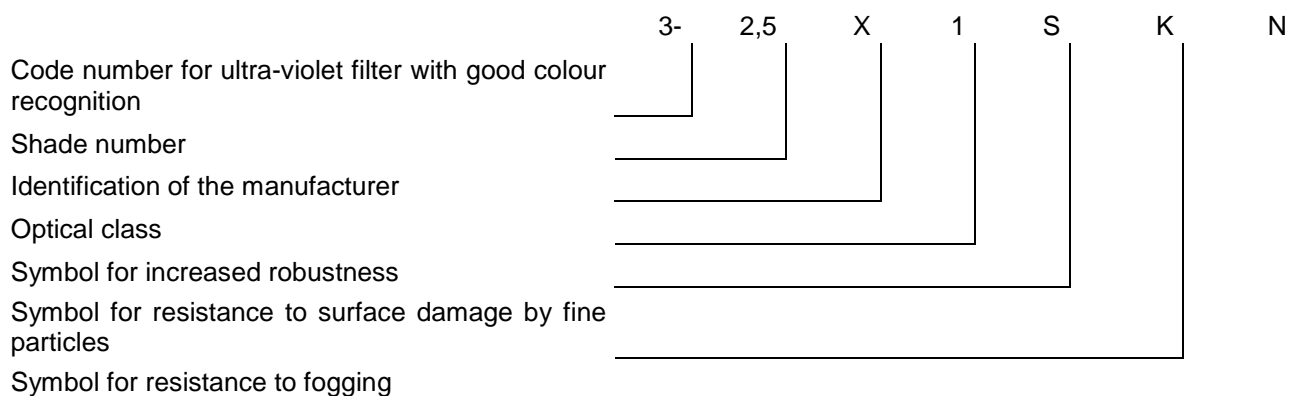 3- 2,5 X 1 S K N
Code number for ultra-violet filter with good colour
recognition
Shade number
Identification of the manufacturer
Optical class
Symbol for increased robustness
Symbol for resistance to surface damage by fine
particles
Symbol for resistance to fogging